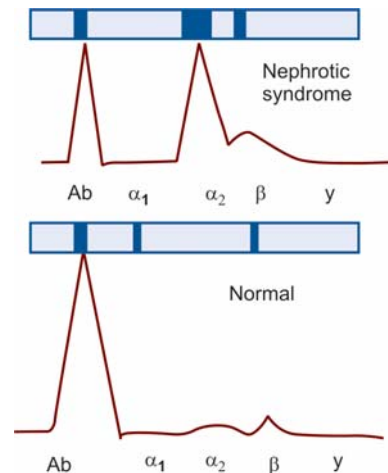 Nephrotic
syndrome
Ab α1 α2 β y
Normal
Ab α1 α2 β y